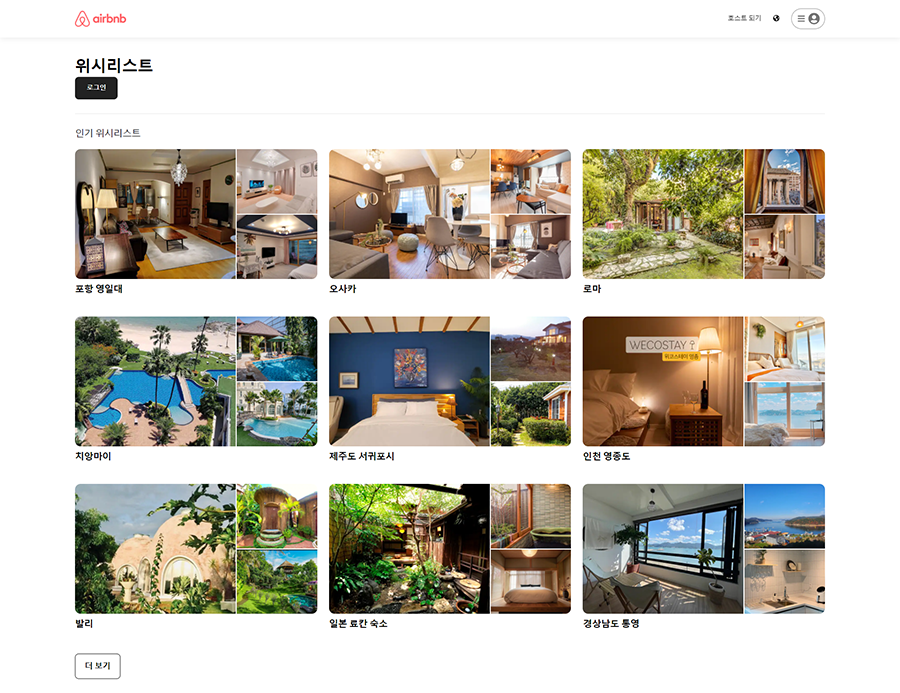 airbnb
호스트 되기
위시리스트
로그인
인기 위시리스트
포항 영일대
오사카
로마
치앙마이
제주도 서귀포시
WECOSTAY
위코스테이 영종
인천 영종도
발리
일본 료칸 숙소
경상남도 통영
더 보기